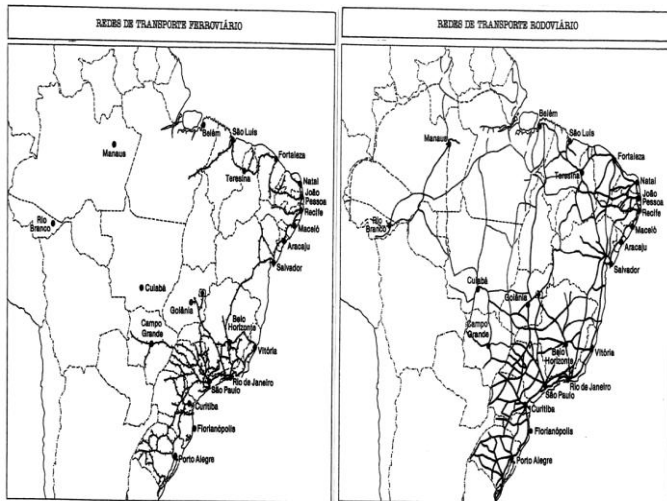 REDES DE TRANSPORTE FERROVIÁRIO
Belém
São Luis
Manaus
Fortaleza
Teresina
Natal
João
Pessoa
Recife
Rio
Branco
Maceió
Aracaju
Salvador
Cuiabá
Goiânia
Campo
Grande
Belo
Horizonte
Vitória
Rio de Janeiro
São Paulo
Curitiba
Florianópolis
Porto Alegre
REDES DE TRANSPORTE RODOVIÁRIO
Belém
São Luis
Manaus
Fortaleza
Teresina
Natal
João
Pessoa
Recife
Rio
Branco
Maceió
Aracaju
Salvador
Cuiabá
Goiânia
Campo
Grande
Belo
Horizonte
Vitória
Rio de Janeiro
São Paulo
Curitiba
Florianópolis
Porto Alegre